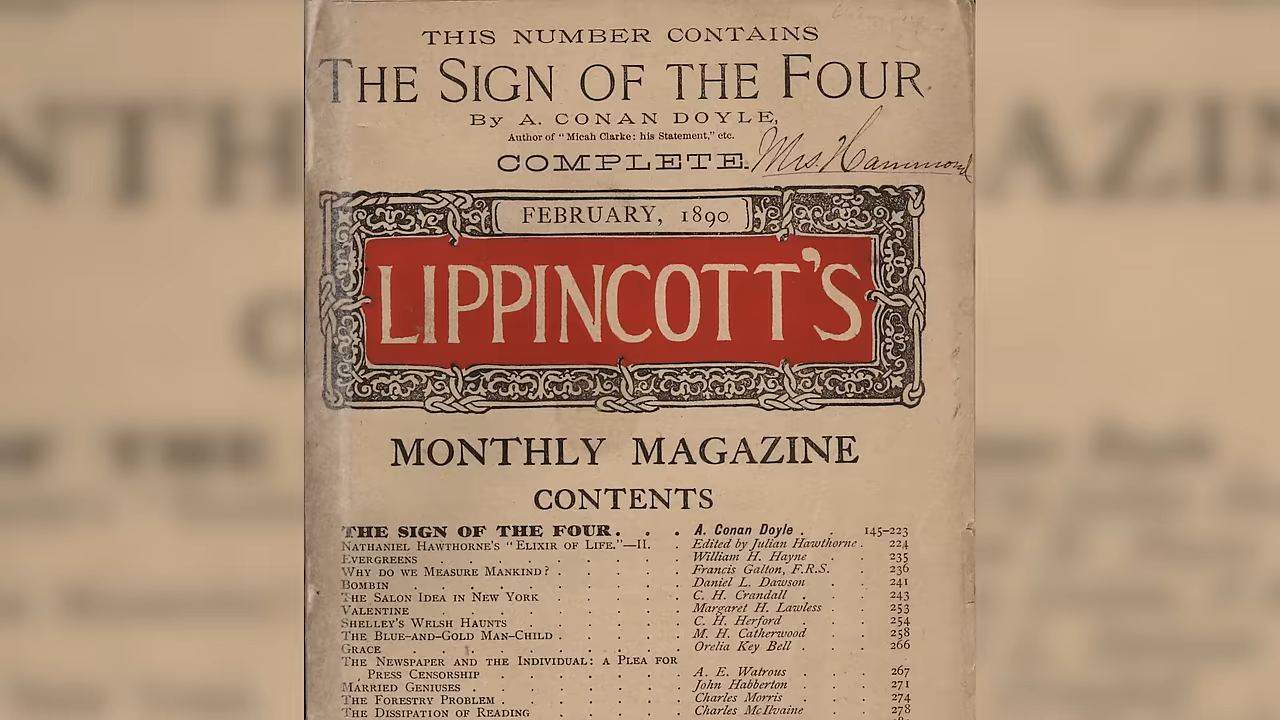 THIS NUMBER CONTAINS
THE SIGN OF THE FOUR
By A. CONAN DOYLE,
Author of "Micah Clarke: his Statement," etc.
COMPLETE.
Mrs. Hammond
FEBRUARY, 1890
LIPPINCOTT'S
MONTHLY MAGAZINE
CONTENTS
THE SIGN OF THE FOUR. . . A. Conan Doyle . . 145-223
NATHANIEL HAWTHORNE'S "ELIXIR OF LIFE."—II. . Edited by Julian Hawthorne . 224
EVERGREENS . . . . . . William H. Hayne . . 235
WHY DO WE MEASURE MANKIND? . . . . . Francis Galton, F.R.S. . 236
BOMBIN . . . . . . Daniel L. Dawson . . 241
THE SALON IDEA IN NEW YORK . . . . . C. H. Crandall . . 243
VALENTINE . . . . . . Margaret H. Lawless . . 253
SHELLEY'S WELSH HAUNTS . . . . . C. H. Herford . . 254
THE BLUE-AND-GOLD MAN-CHILD . . . . . M. H. Catherwood . . 258
GRACE . . . . . . Orelia Key Bell . . 266
THE NEWSPAPER AND THE INDIVIDUAL: A PLEA FOR
PRESS CENSORSHIP . . . . . A. E. Watrous . . 267
MARRIED GENIUSES . . . . . . John Habberton . . 271
THE FORESTRY PROBLEM . . . . . . Charles Morris . . 274
THE DISSIPATION OF READING . . . . . Charles McIlvaine . . 278